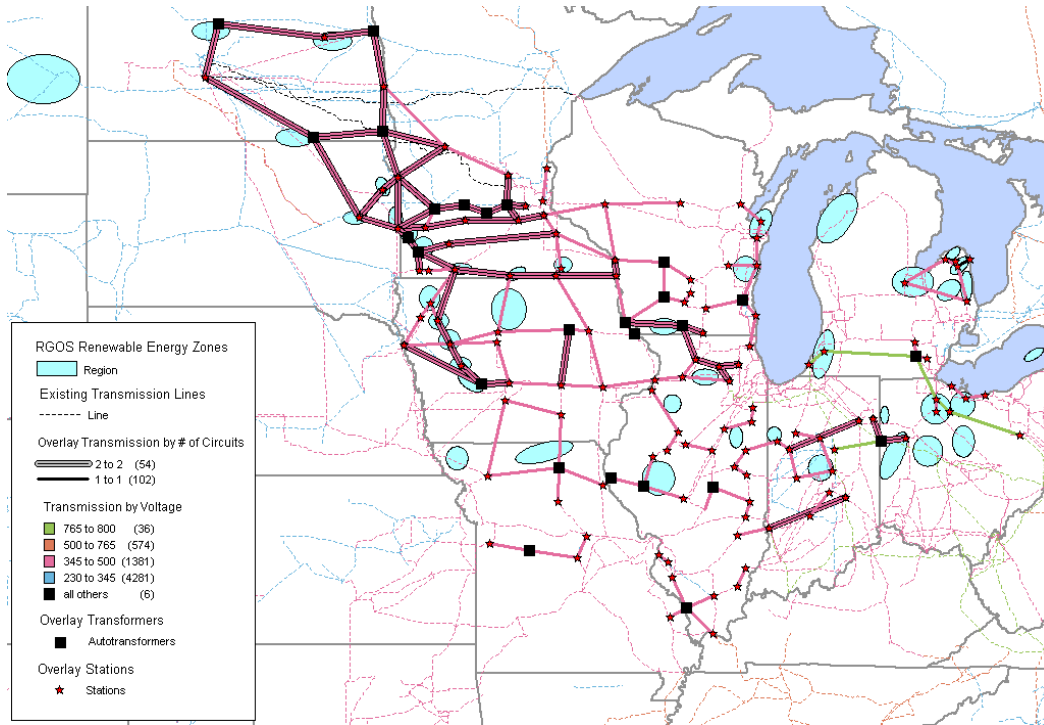 RGOS Renewable Energy Zones
Region
Existing Transmission Lines
Line
Overlay Transmission by # of Circuits
2 to 2 (54)
1 to 1 (102)
Transmission by Voltage
765 to 800 (36)
500 to 765 (574)
345 to 500 (1381)
230 to 345 (4281)
all others (6)
Overlay Transformers
Autotransformers
Overlay Stations
Stations